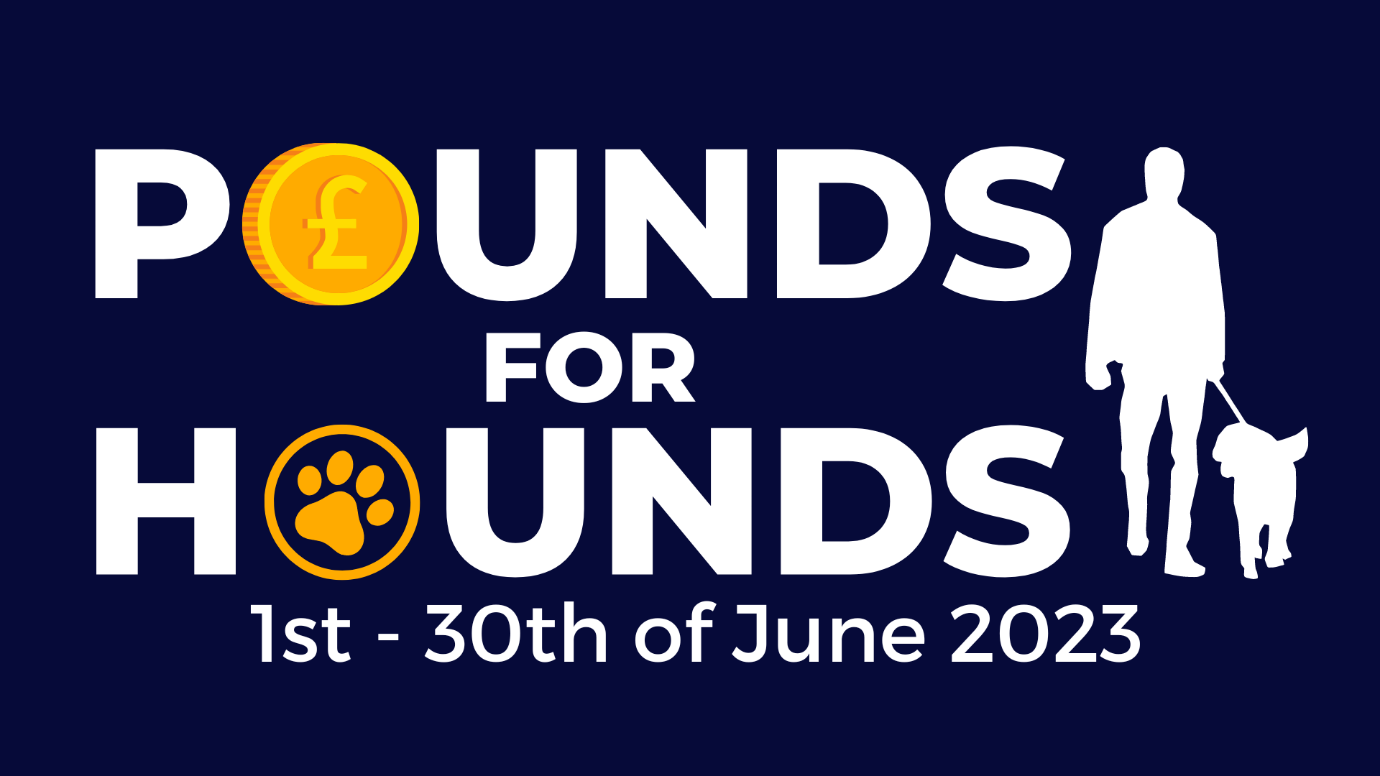 POUNDS
FOR
HOUNDS
1st - 30th of June 2023